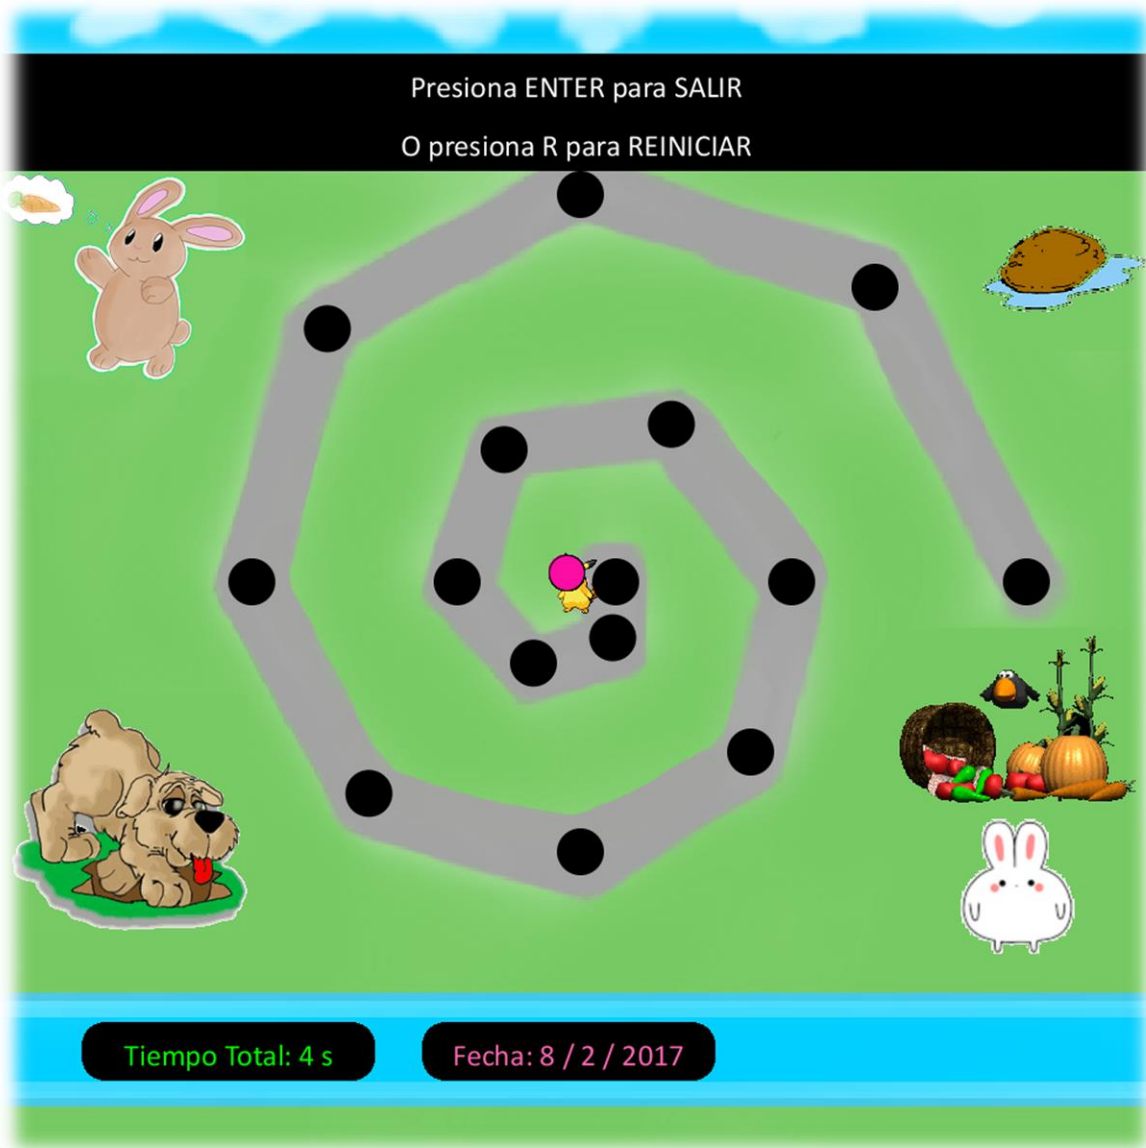 Presiona ENTER para SALIR
O presiona R para REINICIAR
Tiempo Total: 4 s
Fecha: 8 / 2 / 2017